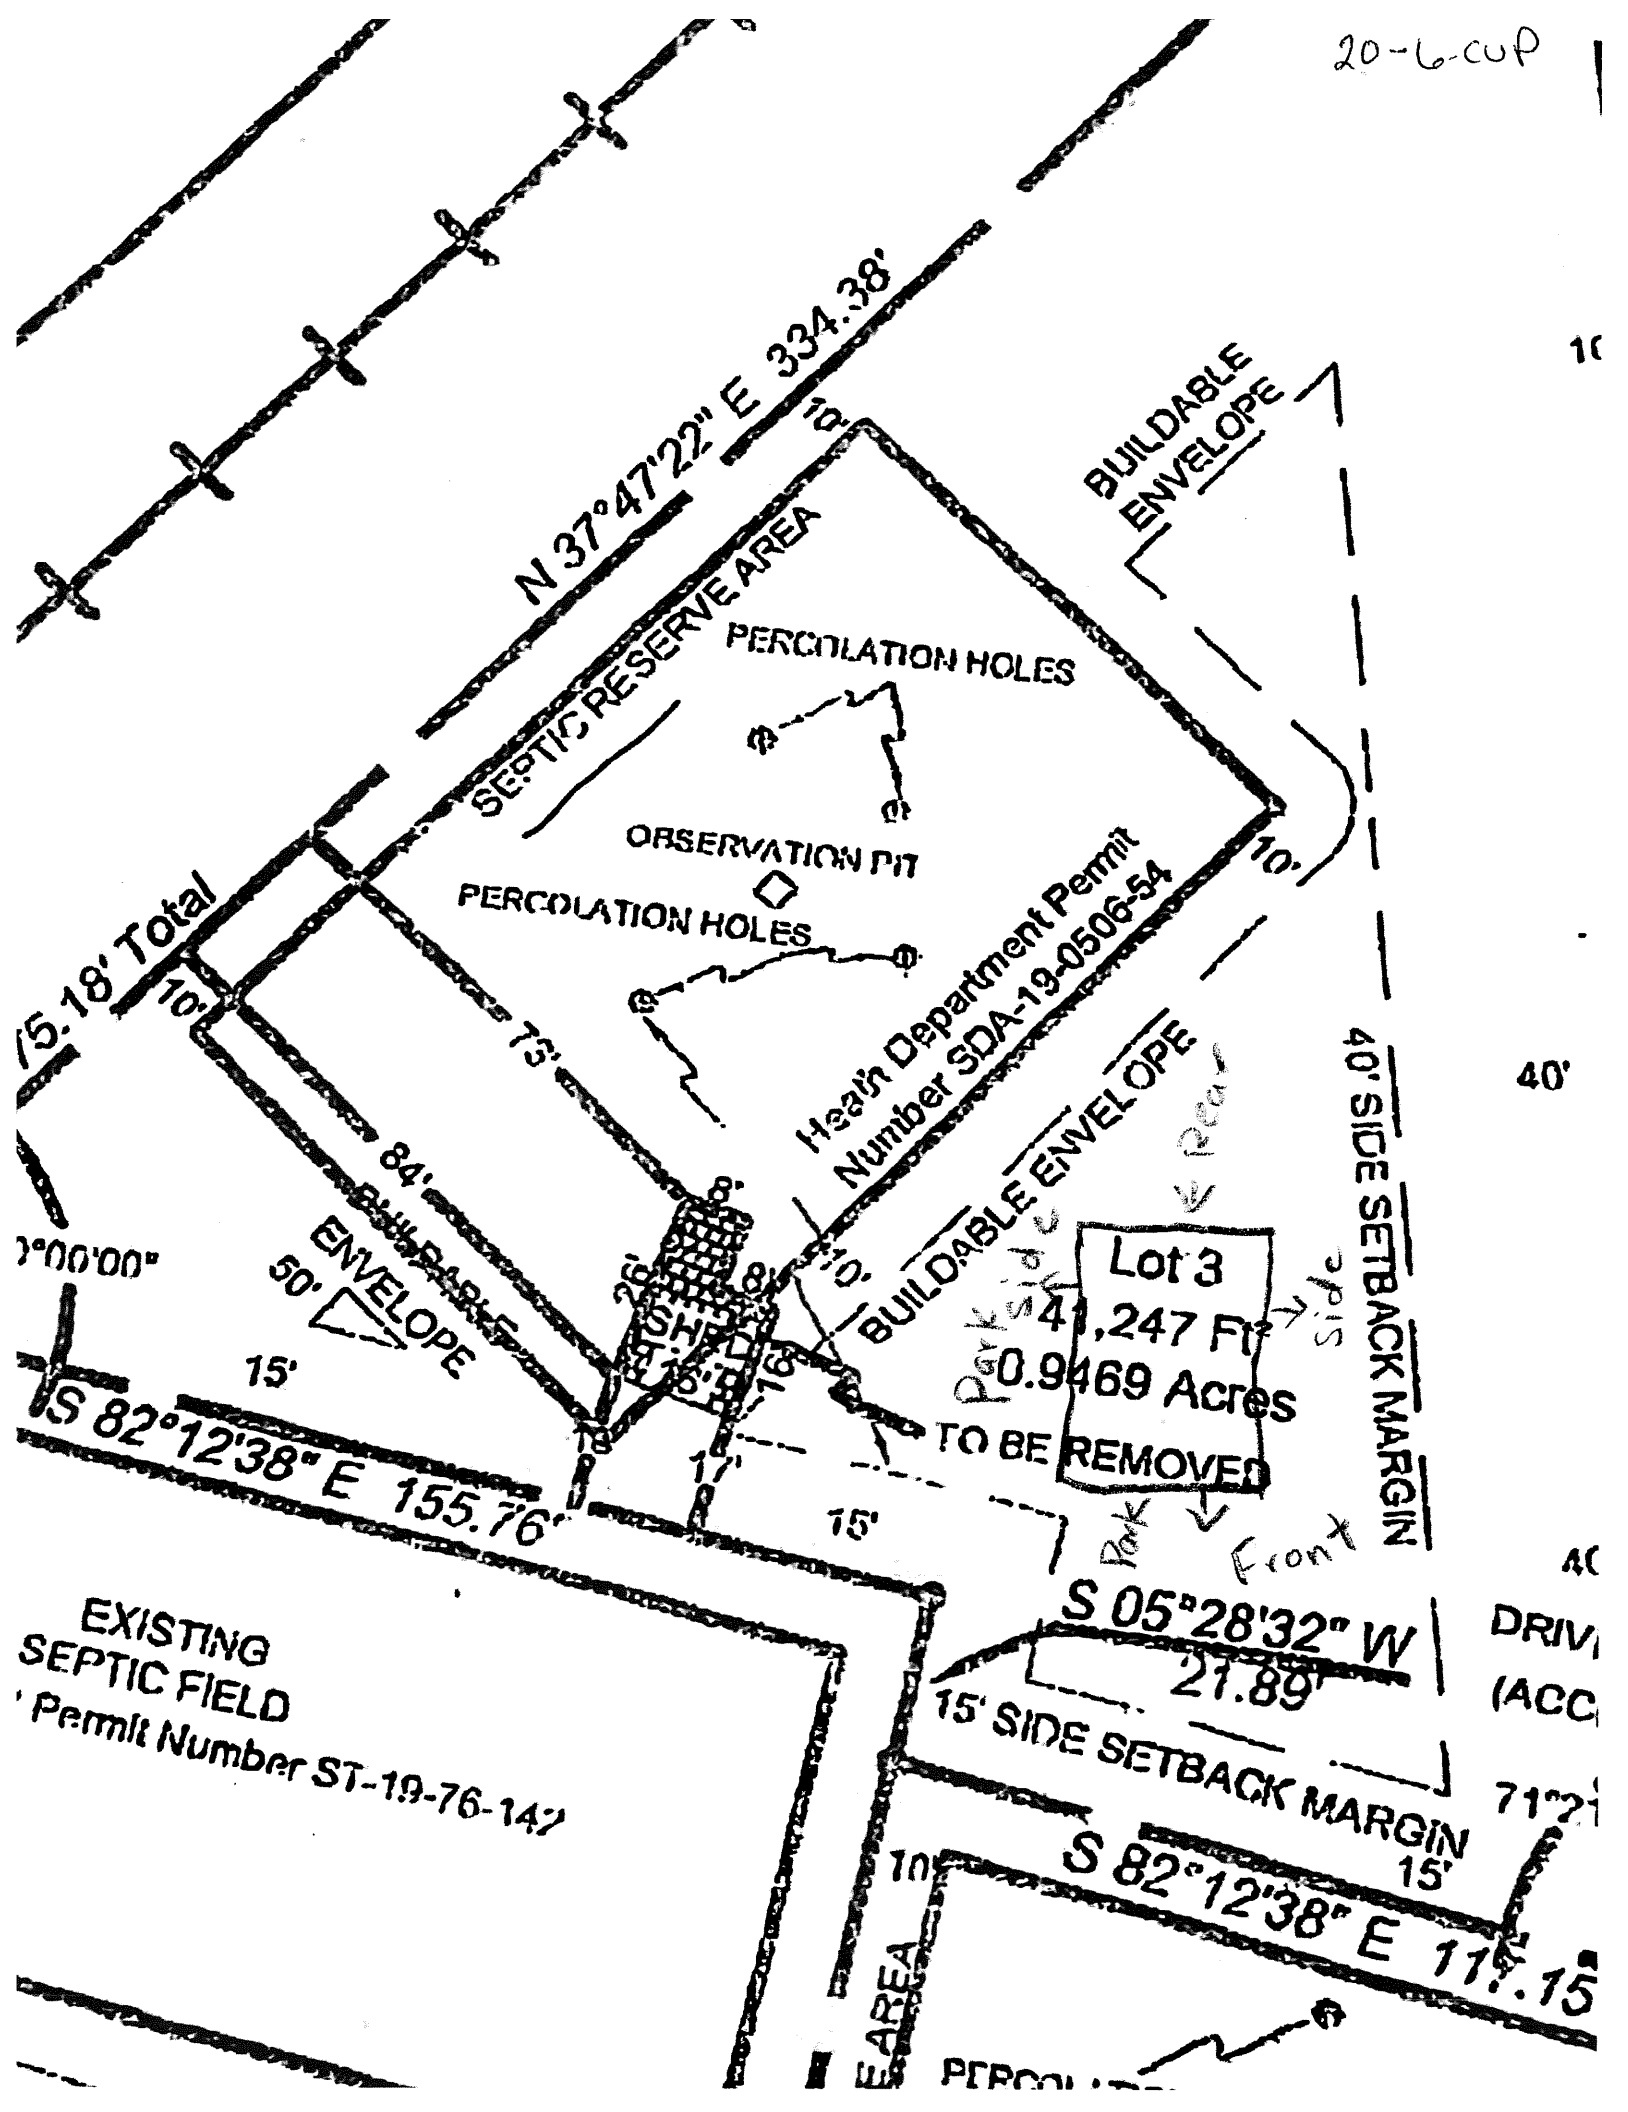 20-6-CUP
N 37°47'22" E 334.38'
10'
BUILDABLE
ENVELOPE
SEPTIC RESERVE AREA
PERCOLATION HOLES
OBSERVATION PIT
PERCOLATION HOLES
75.18' Total
10'
Heath Department Permit
Number SDA-19-0506-54
10'
BUILDABLE ENVELOPE
40' SIDE SETBACK MARGIN
40'
84'
BUILDABLE
ENVELOPE
50'
8'
26'
8'
SHED
10'
16'
Rear
Side
Park
Side
Lot 3
41,247 Ft²
0.9469 Acres
TO BE REMOVED
Park
Front
°00'00"
15'
S 82°12'38" E 155.76'
17'
15'
S 05°28'32" W
21.89'
15' SIDE SETBACK MARGIN
EXISTING
SEPTIC FIELD
Permit Number ST-19-76-142
10'
15'
S 82°12'38" E 117.15
E AREA